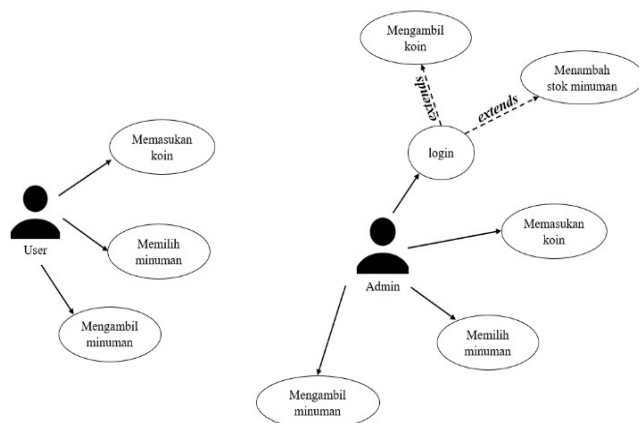 Mengambil
koin
Menambah
stok minuman
extends
extends
login
Memasukan
koin
User
Memilih
minuman
Mengambil
minuman
Admin
Memasukan
koin
Memilih
minuman
Mengambil
minuman